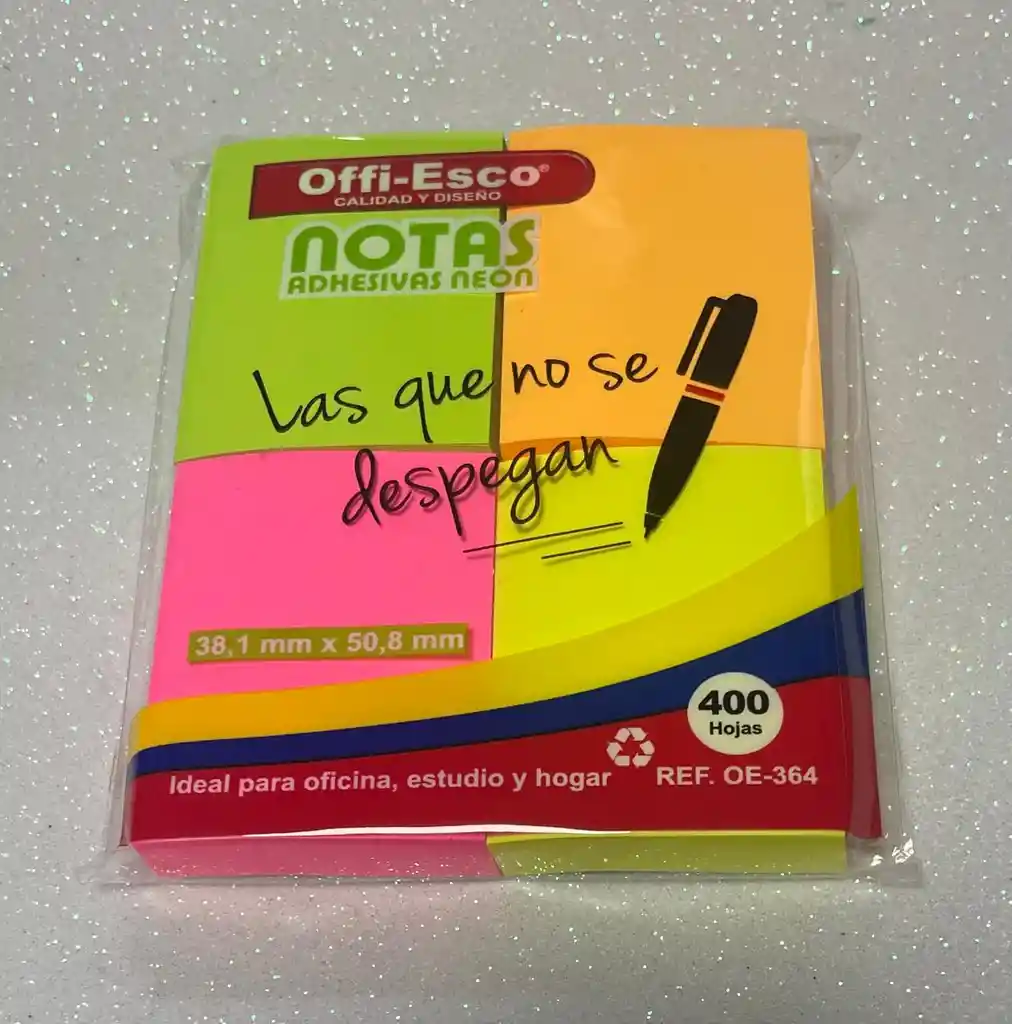 Offi-Esco®
CALIDAD Y DISEÑO
NOTAS
ADHESIVAS NEÓN
Las que no se
despegan
38,1 mm x 50,8 mm
400
Hojas
Ideal para oficina, estudio y hogar
REF. OE-364